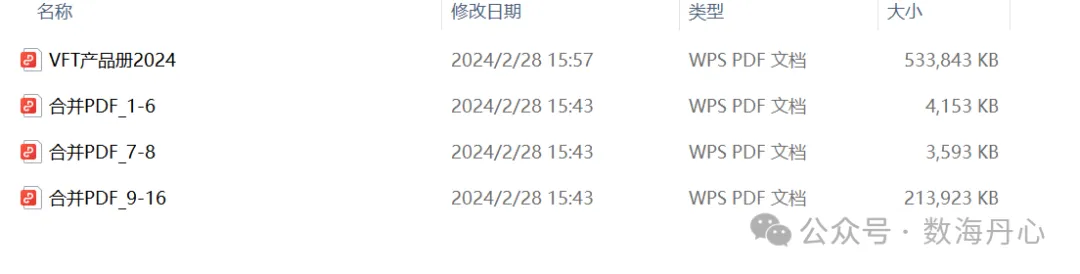 名称 修改日期 类型 大小
VFT产品册2024 2024/2/28 15:57 WPS PDF 文档 533,843 KB
合并PDF_1-6 2024/2/28 15:43 WPS PDF 文档 4,153 KB
合并PDF_7-8 2024/2/28 15:43 WPS PDF 文档 3,593 KB
合并PDF_9-16 2024/2/28 15:43 WPS PDF 文档 213,923 KB
公众号·数海丹心